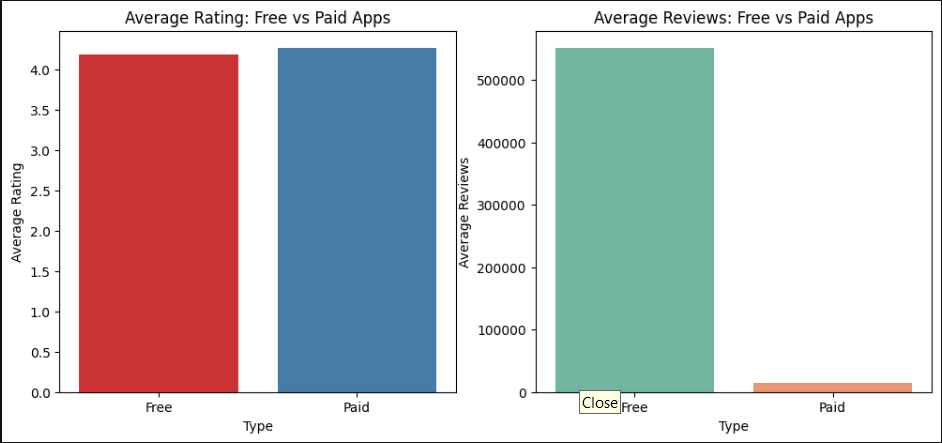 Average Rating: Free vs Paid Apps
Average Rating
4.0
3.5
3.0
2.5
2.0
1.5
1.0
0.5
0.0
Free
Paid
Type
Average Reviews: Free vs Paid Apps
Average Reviews
500000
400000
300000
200000
100000
0
Close
Free
Paid
Type